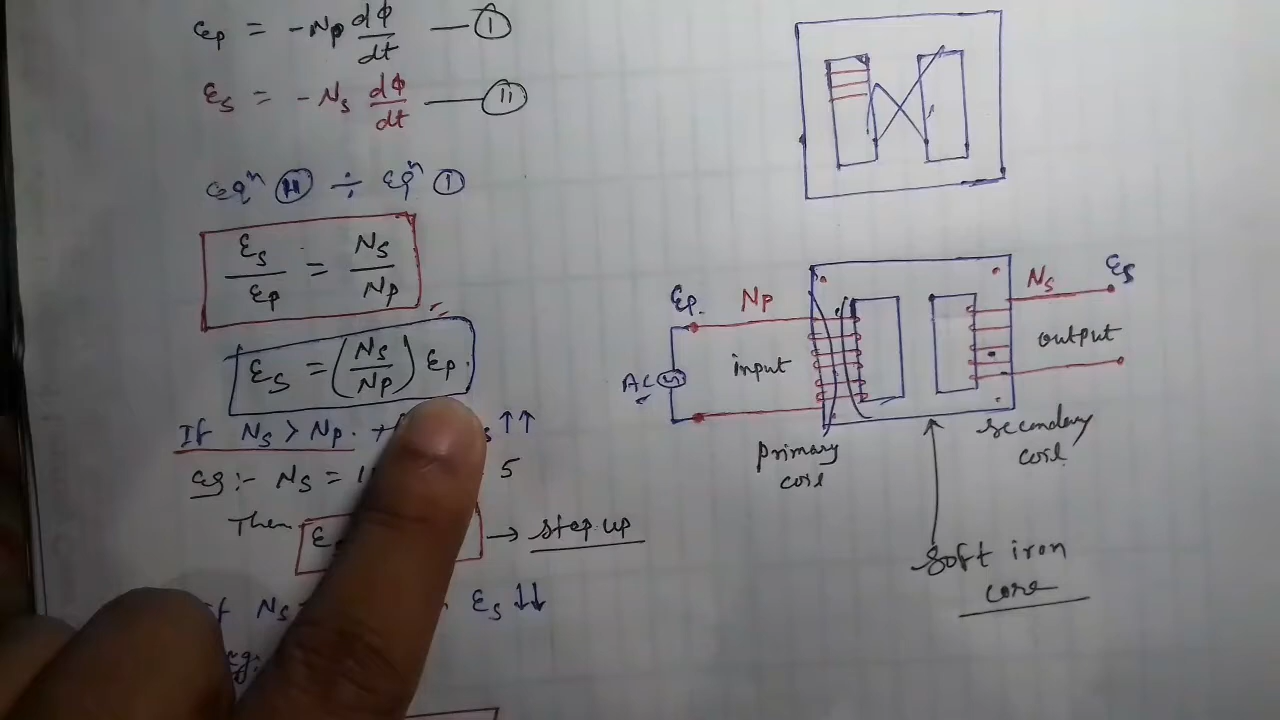 εp = -Np dφ/dt — I
εs = -Ns dφ/dt — II
eqⁿ II ÷ eqⁿ I
εs/εp = Ns/Np
εs = (Ns/Np) εp.
If Ns > Np. ↑↑
eg:- Ns = 5
Then → step up
Ns εs ↓↓
εp. Np
AC
input
primary
coil
Ns εs
output
secondary
coil
soft iron
core